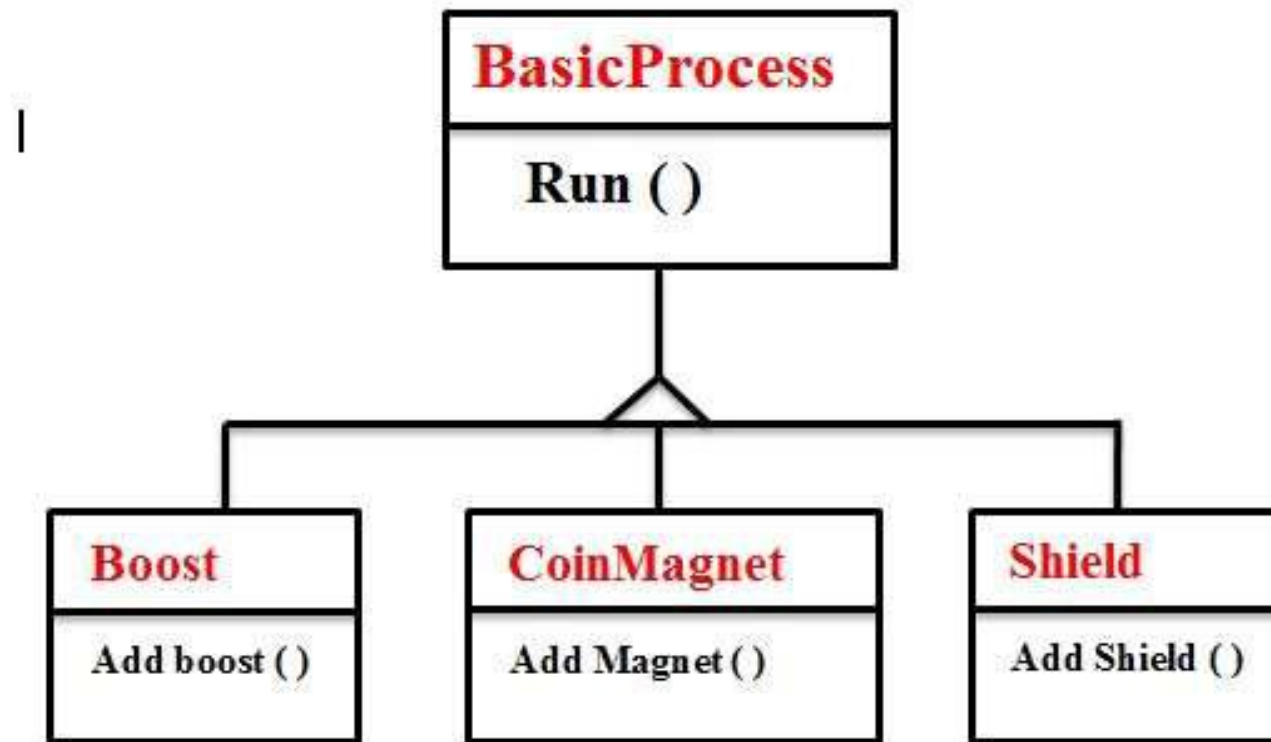 BasicProcess
Run ( )
Boost
Add boost ( )
CoinMagnet
Add Magnet ( )
Shield
Add Shield ( )